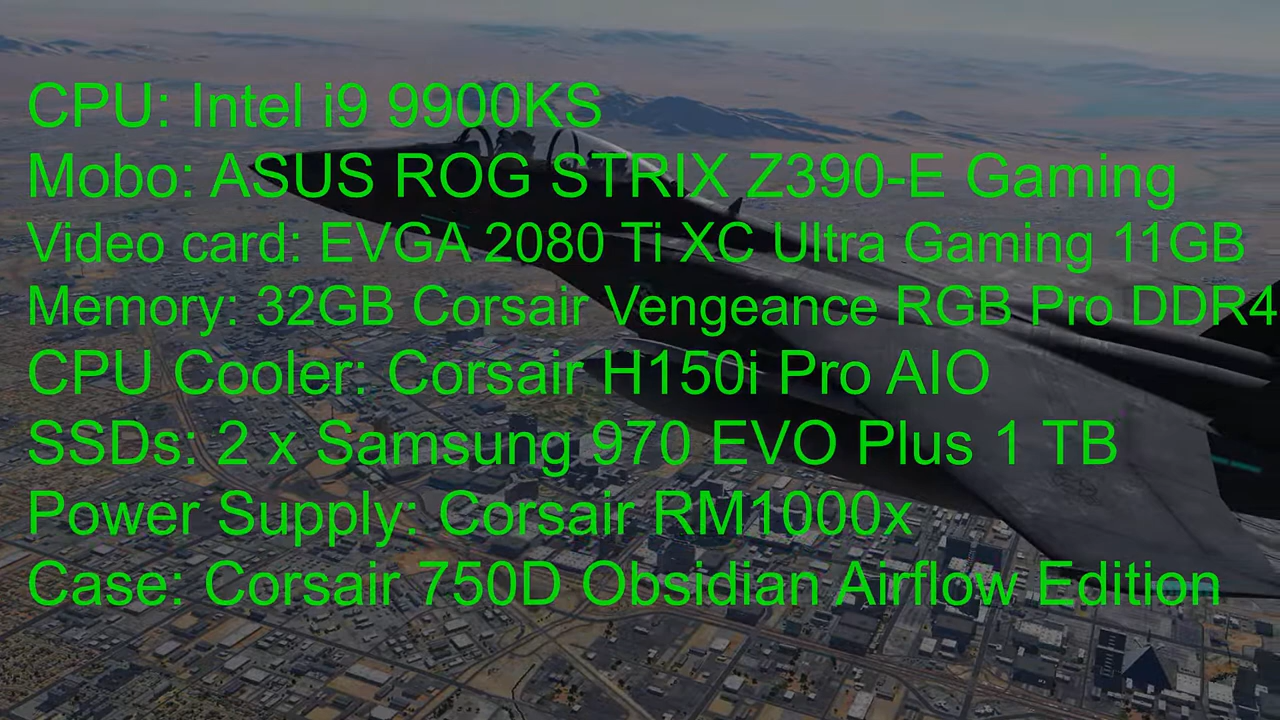 CPU: Intel i9 9900KS
Mobo: ASUS ROG STRIX Z390-E Gaming
Video card: EVGA 2080 Ti XC Ultra Gaming 11GB
Memory: 32GB Corsair Vengeance RGB Pro DDR4
CPU Cooler: Corsair H150i Pro AIO
SSDs: 2 x Samsung 970 EVO Plus 1 TB
Power Supply: Corsair RM1000x
Case: Corsair 750D Obsidian Airflow Edition